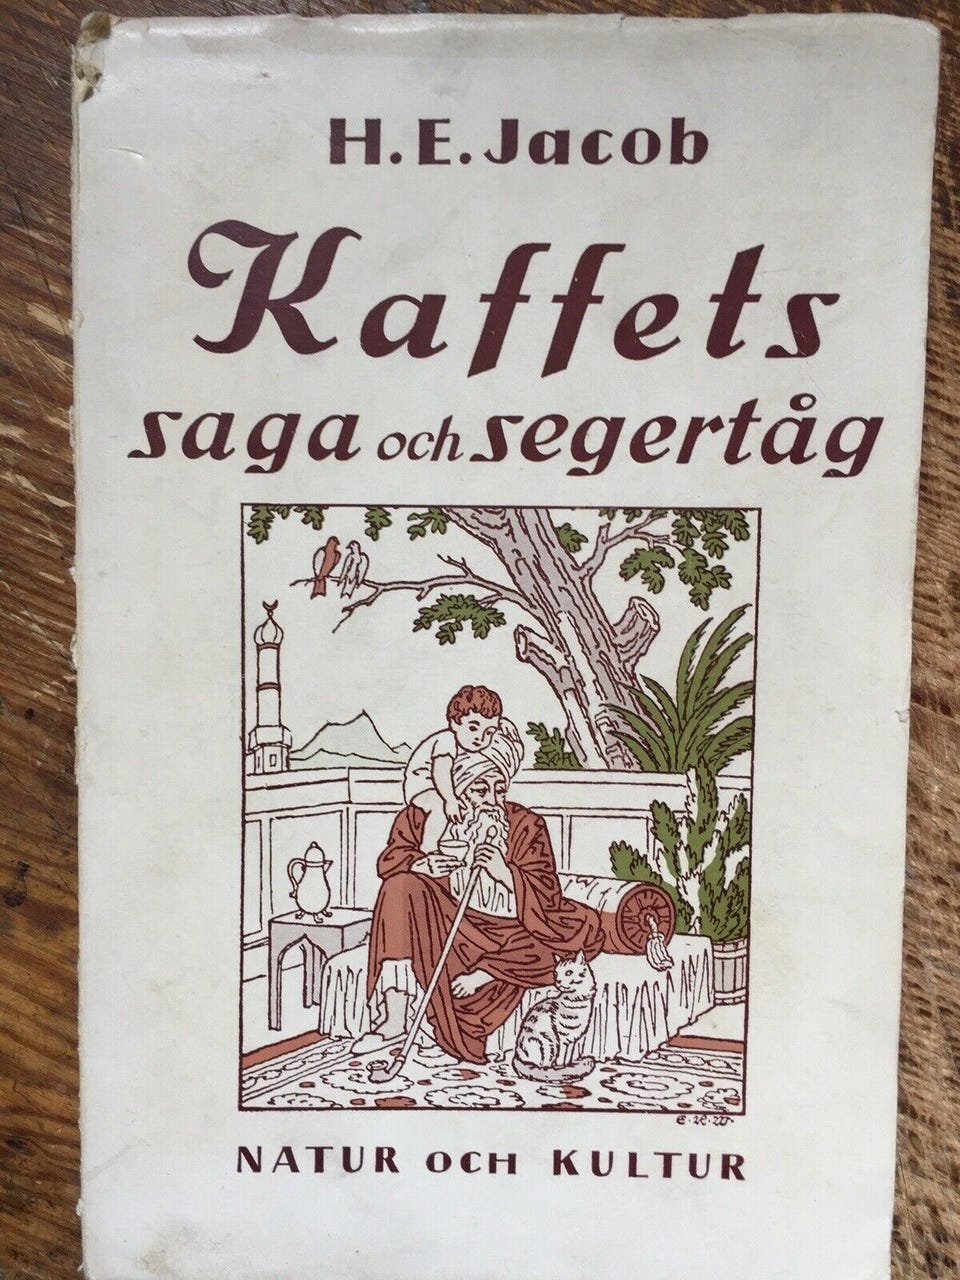 H. E. Jacob
Kaffets
saga och segertåg
E.R.W.
NATUR OCH KULTUR